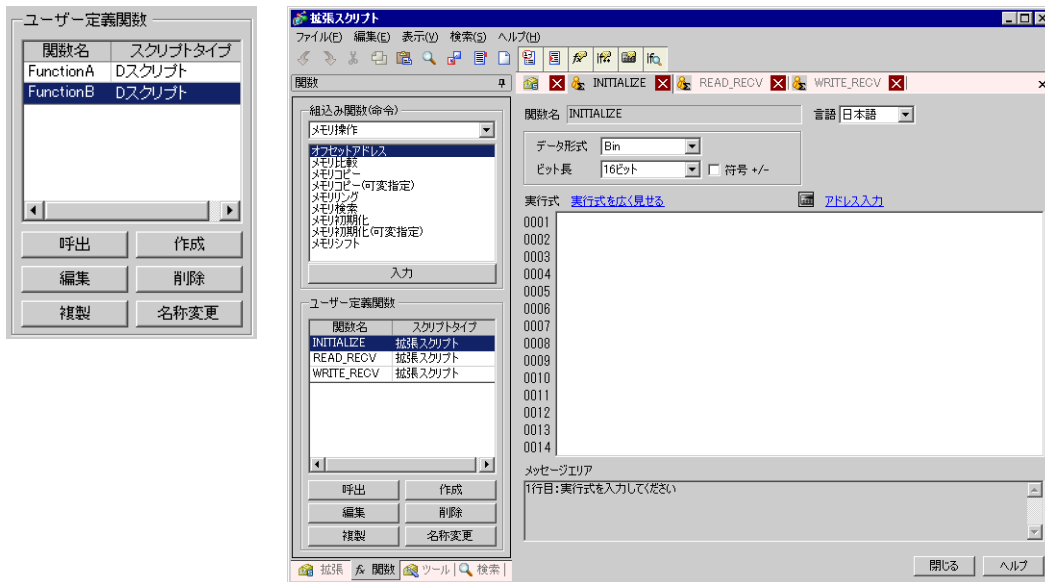 ユーザー定義関数
関数名 スクリプトタイプ
FunctionA Dスクリプト
FunctionB Dスクリプト
呼出 作成
編集 削除
複製 名称変更
拡張スクリプト
ファイル(F) 編集(E) 表示(V) 検索(S) ヘルプ(H)
関数
INITIALIZE READ_RECV WRITE_RECV
組込み関数(命令)
メモリ操作
オフセットアドレス
メモリ比較
メモリコピー
メモリコピー(可変指定)
メモリリング
メモリ検索
メモリ初期化
メモリ初期化(可変指定)
メモリシフト
入力
ユーザー定義関数
関数名 スクリプトタイプ
INITIALIZE 拡張スクリプト
READ_RECV 拡張スクリプト
WRITE_RECV 拡張スクリプト
呼出 作成
編集 削除
複製 名称変更
拡張 fx 関数 ツール 検索
関数名 INITIALIZE 言語 日本語
データ形式 Bin
ビット長 16ビット 符号 +/-
実行式 実行式を広く見せる アドレス入力
0001
0002
0003
0004
0005
0006
0007
0008
0009
0010
0011
0012
0013
0014
メッセージエリア
1行目:実行式を入力してください
閉じる ヘルプ